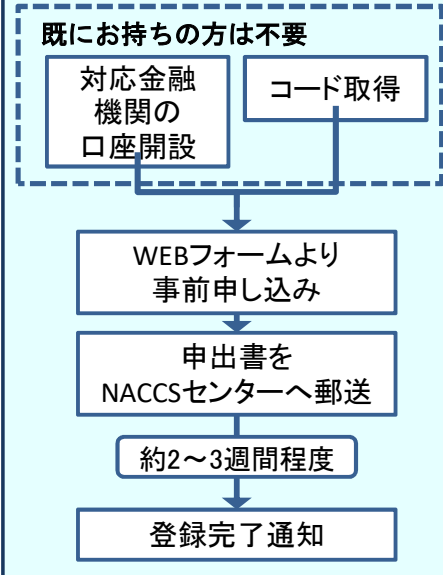 既にお持ちの方は不要
対応金融
機関の
口座開設
コード取得
WEBフォームより
事前申し込み
申出書を
NACCSセンターへ郵送
約2～3週間程度
登録完了通知